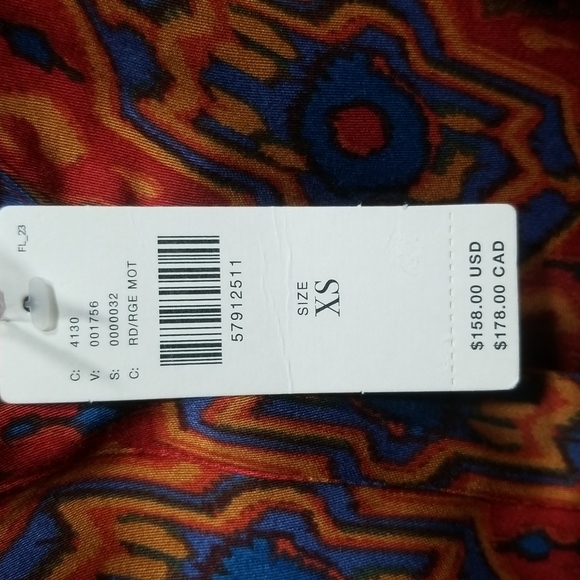 FL_23
C: 4130
V: 001756
S: 0000032
C: RD/RGE MOT
57912511
SIZE
XS
$158.00 USD
$178.00 CAD